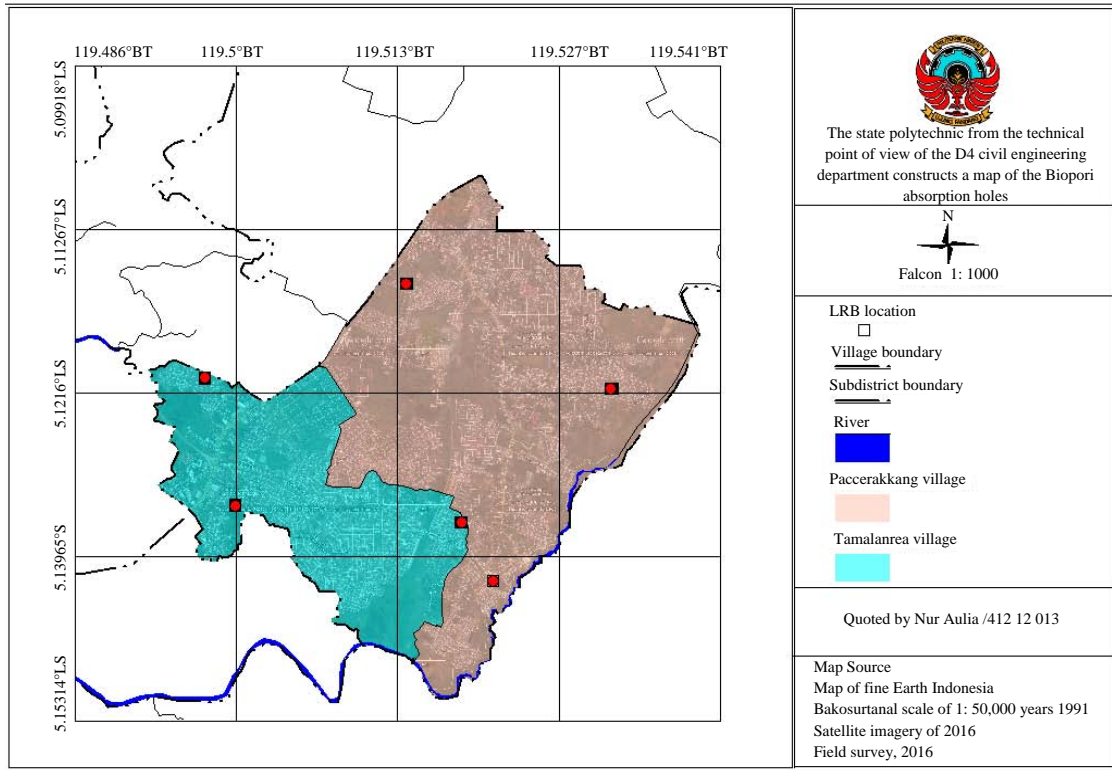 119.486°BT 119.5°BT 119.513°BT 119.527°BT 119.541°BT
5.099918°LS
5.11267°LS
5.1216°LS
5.13965°S
5.15314°LS
The state polytechnic from the technical
point of view of the D4 civil engineering
department constructs a map of the Biopori
absorption holes
N
Falcon 1: 1000
LRB location
Village boundary
Subdistrict boundary
River
Paccerakkang village
Tamalanrea village
Quoted by Nur Aulia /412 12 013
Map Source
Map of fine Earth Indonesia
Bakosurtanal scale of 1: 50,000 years 1991
Satellite imagery of 2016
Field survey, 2016